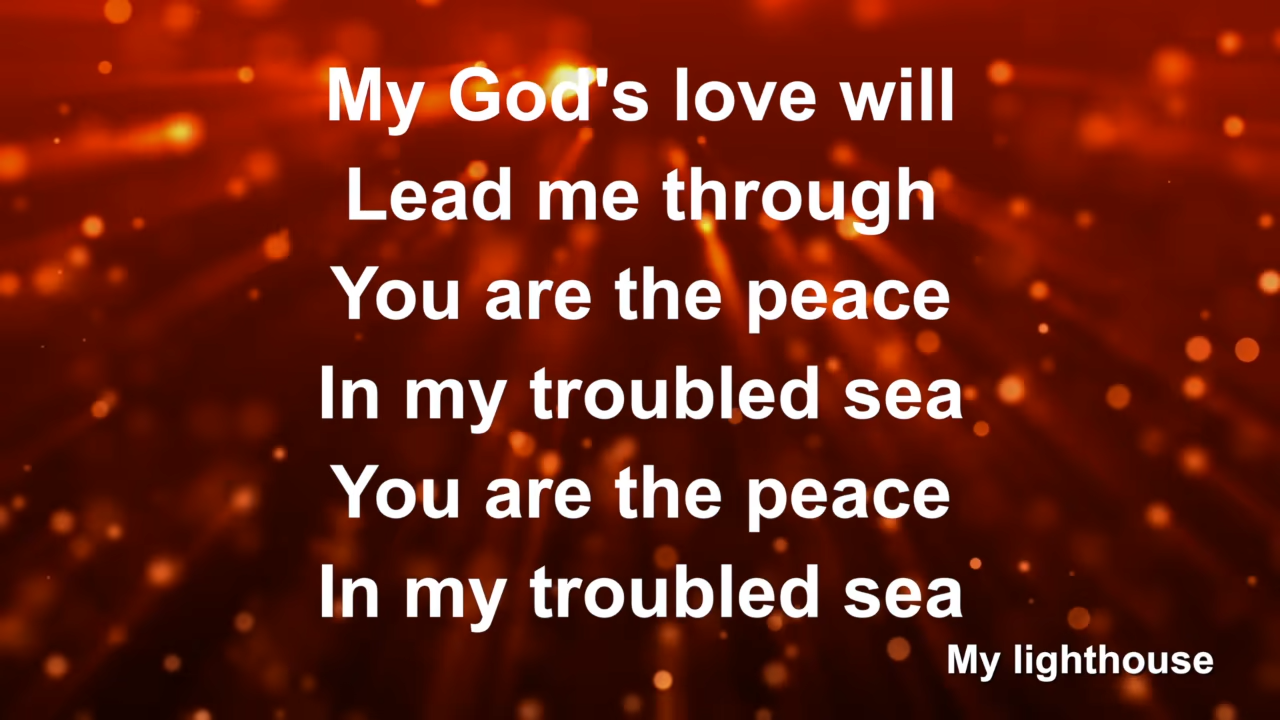 My God's love will
Lead me through
You are the peace
In my troubled sea
You are the peace
In my troubled sea
My lighthouse